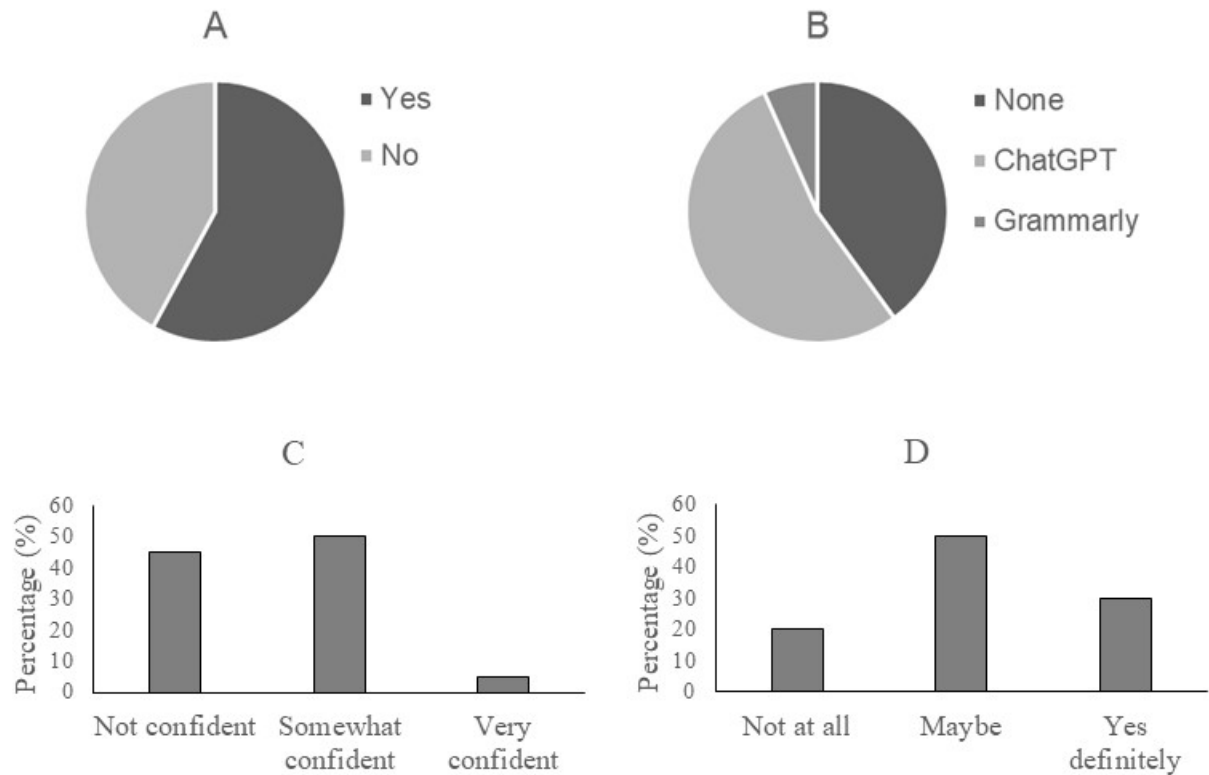 A
Yes
No
B
None
ChatGPT
Grammarly
C
Percentage (%)
60
50
40
30
20
10
0
Not confident
Somewhat
confident
Very
confident
D
Percentage (%)
60
50
40
30
20
10
0
Not at all
Maybe
Yes
definitely